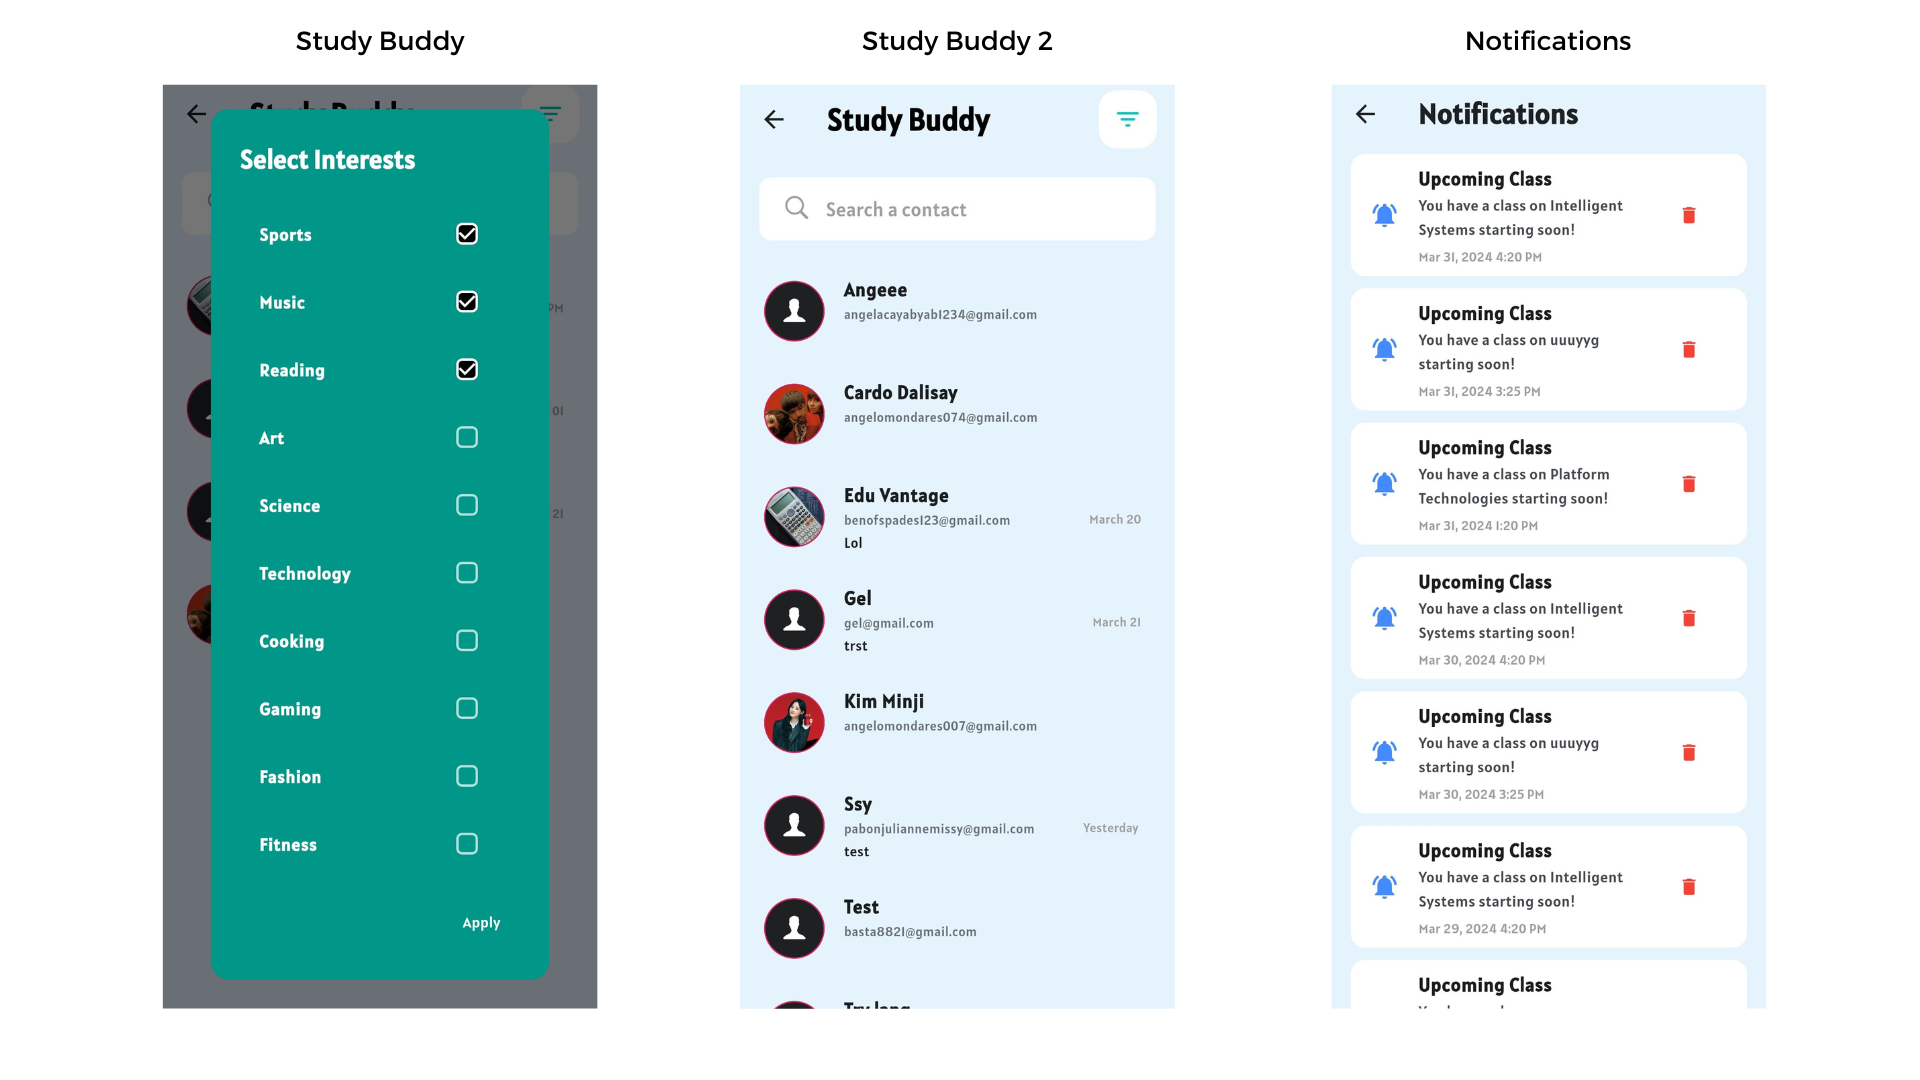 Study Buddy
Study Buddy 2
Notifications
Select Interests
Sports
Music
Reading
Art
Science
Technology
Cooking
Gaming
Fashion
Fitness
Apply
PM
01
21
Study Buddy
Search a contact
Angeee
angelacayabyab1234@gmail.com
Cardo Dalisay
angelomondares074@gmail.com
Edu Vantage
benofspades123@gmail.com
March 20
Lol
Gel
gel@gmail.com
March 21
trst
Kim Minji
angelomondares007@gmail.com
Ssy
pabonjuliannemissy@gmail.com
Yesterday
test
Test
basta8821@gmail.com
Notifications
Upcoming Class
You have a class on Intelligent
Systems starting soon!
Mar 31, 2024 4:20 PM
Upcoming Class
You have a class on uuuyyg
starting soon!
Mar 31, 2024 3:25 PM
Upcoming Class
You have a class on Platform
Technologies starting soon!
Mar 31, 2024 1:20 PM
Upcoming Class
You have a class on Intelligent
Systems starting soon!
Mar 30, 2024 4:20 PM
Upcoming Class
You have a class on uuuyyg
starting soon!
Mar 30, 2024 3:25 PM
Upcoming Class
You have a class on Intelligent
Systems starting soon!
Mar 29, 2024 4:20 PM
Upcoming Class